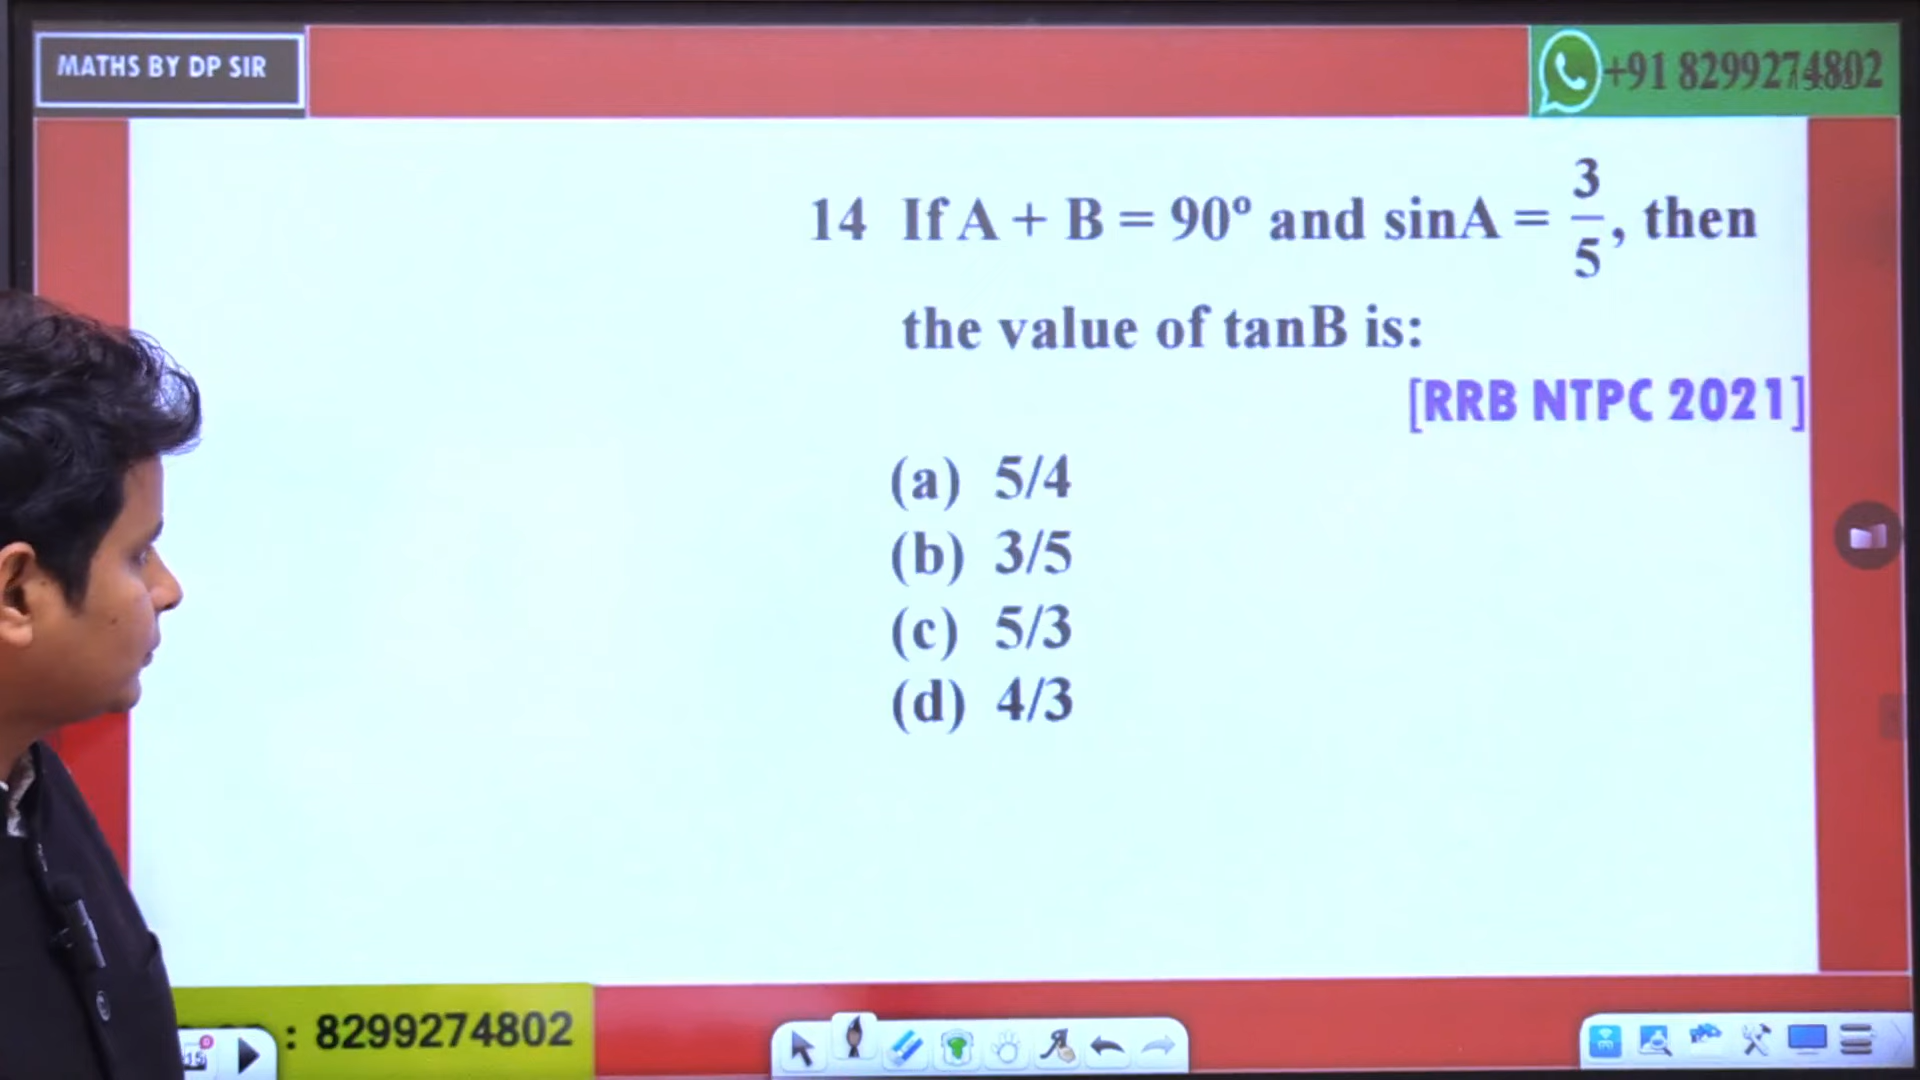 MATHS BY DP SIR
+91 8299274802
14 If A + B = 90° and sinA = 3/5, then
the value of tanB is:
[RRB NTPC 2021]
(a) 5/4
(b) 3/5
(c) 5/3
(d) 4/3
: 8299274802
15